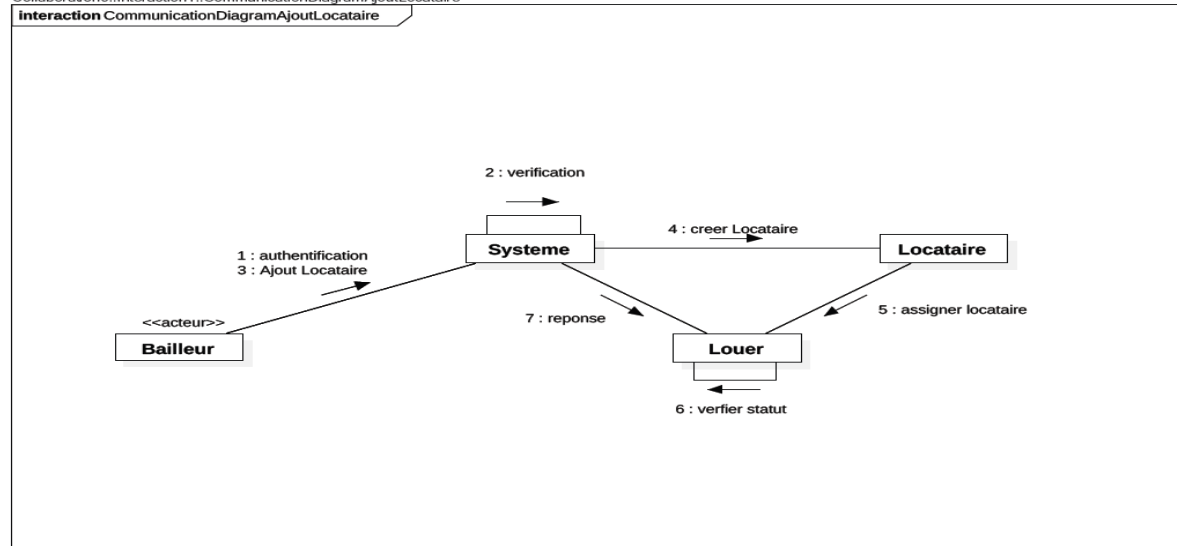 interaction CommunicationDiagramAjoutLocataire
2 : verification
4 : creer Locataire
Systeme
Locataire
1 : authentification
3 : Ajout Locataire
<<acteur>>
Bailleur
7 : reponse
5 : assigner locataire
Louer
6 : verfier statut